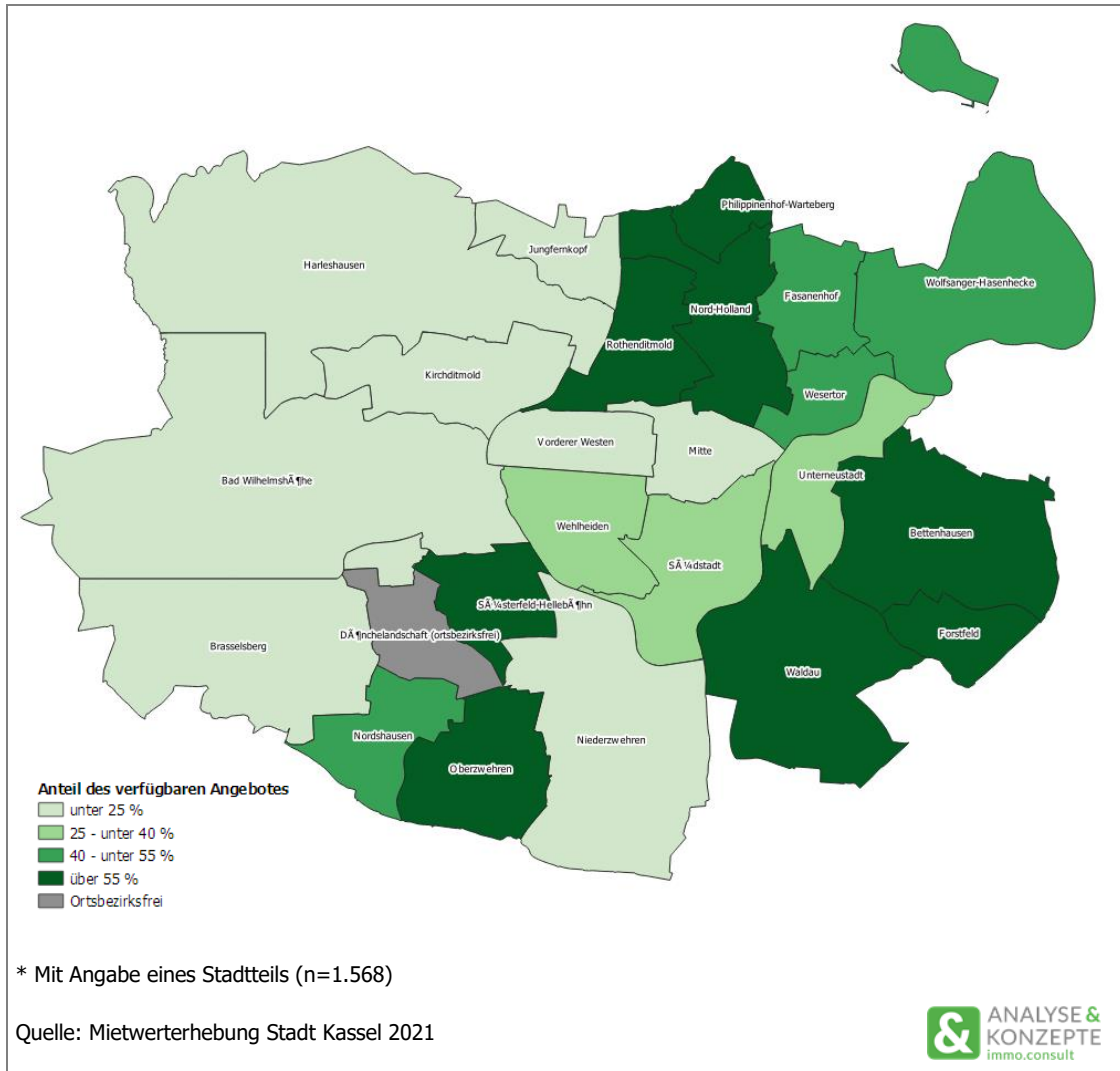 Philippinenhof-Warteberg
Jungfernkopf
Harleshausen
Wolfsanger-Hasenhecke
Fasanenhof
Nord-Holland
Rothenditmold
Kirchditmold
Wesertor
Vorderer Westen
Mitte
Unterneustadt
Bad WilhelmshÃ¶he
Wehlheiden
Bettenhausen
SÃ¼dstadt
SÃ¼sterfeld-HellebÃ¶hn
Forstfeld
DÃ¶nchelandschaft (ortsbezirksfrei)
Brasselsberg
Waldau
Nordshausen
Niederzwehren
Oberzwehren
Anteil des verfügbaren Angebotes
unter 25 %
25 - unter 40 %
40 - unter 55 %
über 55 %
Ortsbezirksfrei
* Mit Angabe eines Stadtteils (n=1.568)
Quelle: Mietwerterhebung Stadt Kassel 2021
&
ANALYSE &
KONZEPTE
immo.consult